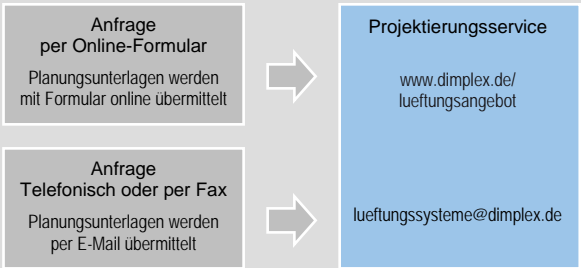 Anfrage
per Online-Formular
Planungsunterlagen werden
mit Formular online übermittelt
Anfrage
Telefonisch oder per Fax
Planungsunterlagen werden
per E-Mail übermittelt
Projektierungsservice
www.dimplex.de/
lueftungsangebot
lueftungssysteme@dimplex.de